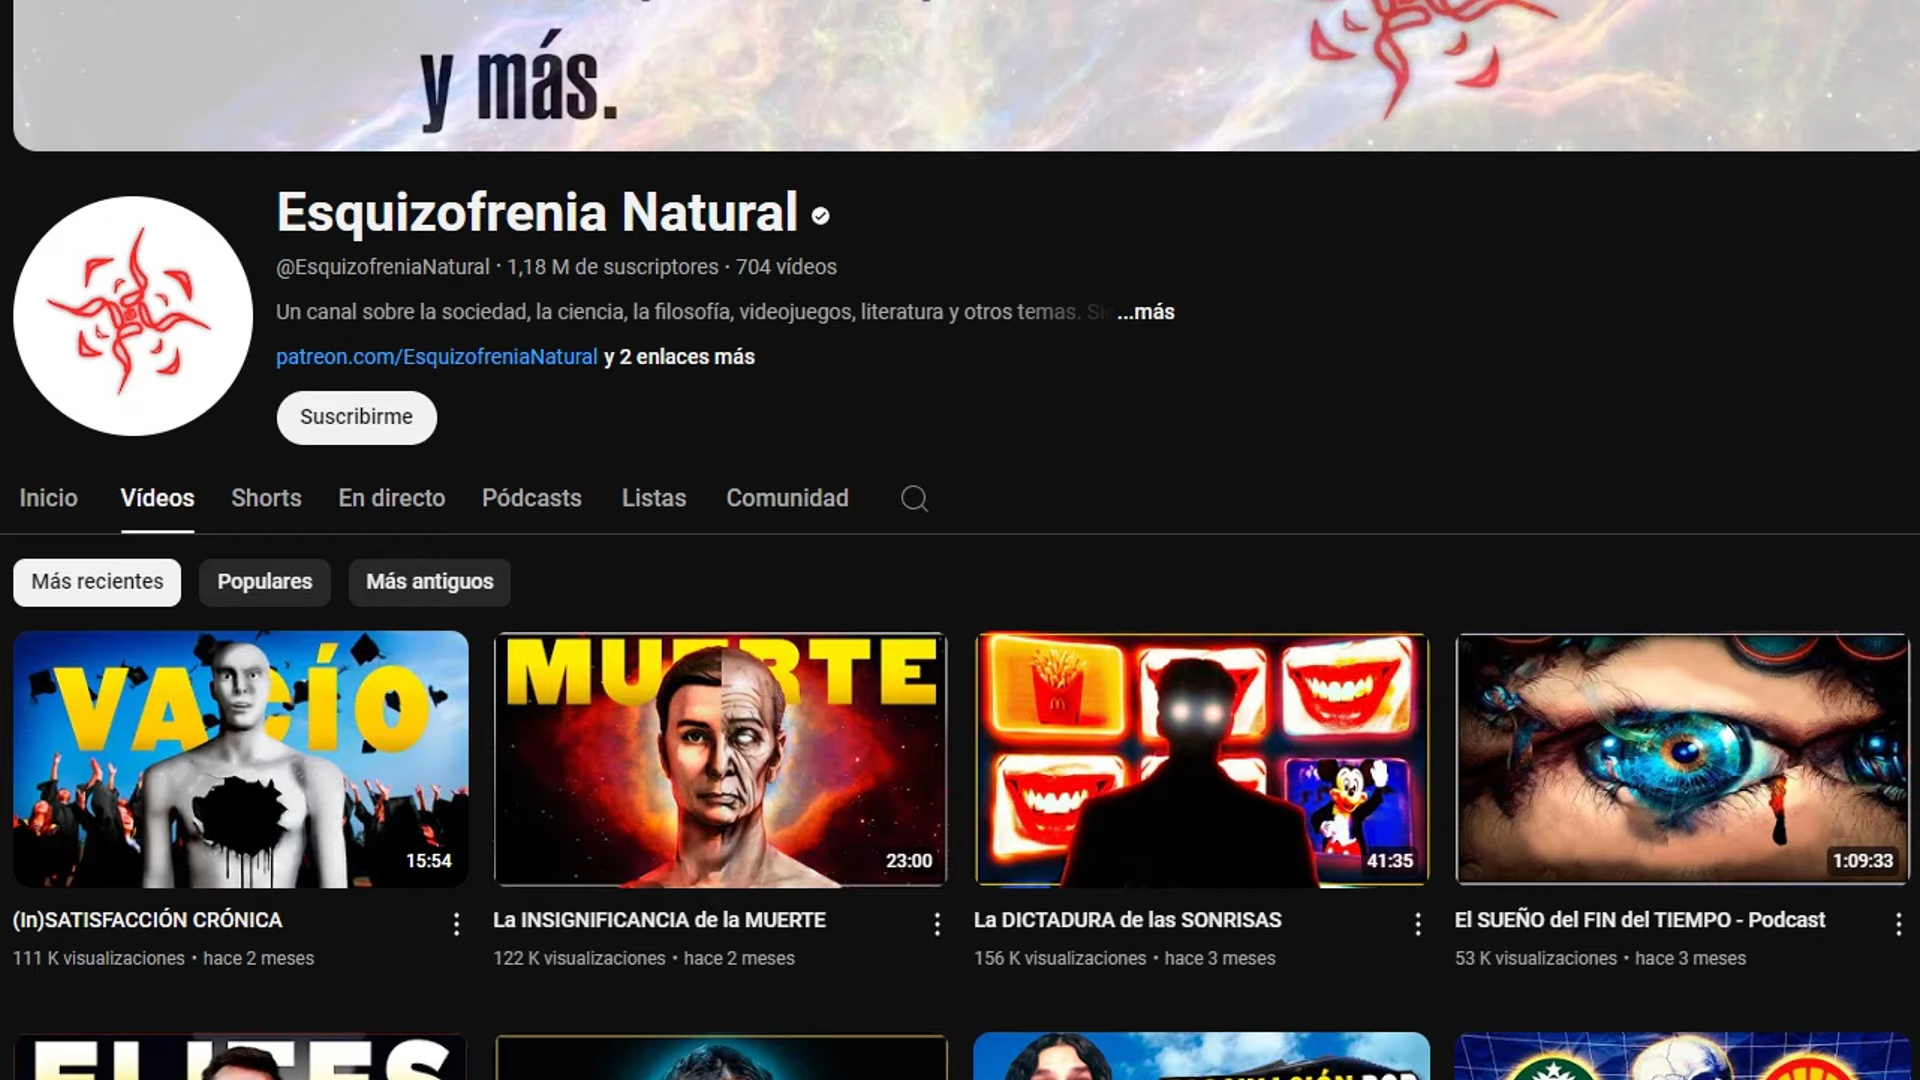 y más.
Esquizofrenia Natural
@EsquizofreniaNatural · 1,18 M de suscriptores · 704 vídeos
Un canal sobre la sociedad, la ciencia, la filosofía, videojuegos, literatura y otros temas. ...más
patreon.com/EsquizofreniaNatural y 2 enlaces más
Suscribirme
Inicio Vídeos Shorts En directo Pódcasts Listas Comunidad
Más recientes Populares Más antiguos
VACÍO
15:54
MUERTE
23:00
41:35
1:09:33
(In)SATISFACCIÓN CRÓNICA
111 K visualizaciones • hace 2 meses
La INSIGNIFICANCIA de la MUERTE
122 K visualizaciones • hace 2 meses
La DICTADURA de las SONRISAS
156 K visualizaciones • hace 3 meses
El SUEÑO del FIN del TIEMPO - Podcast
53 K visualizaciones • hace 3 meses
ELITES